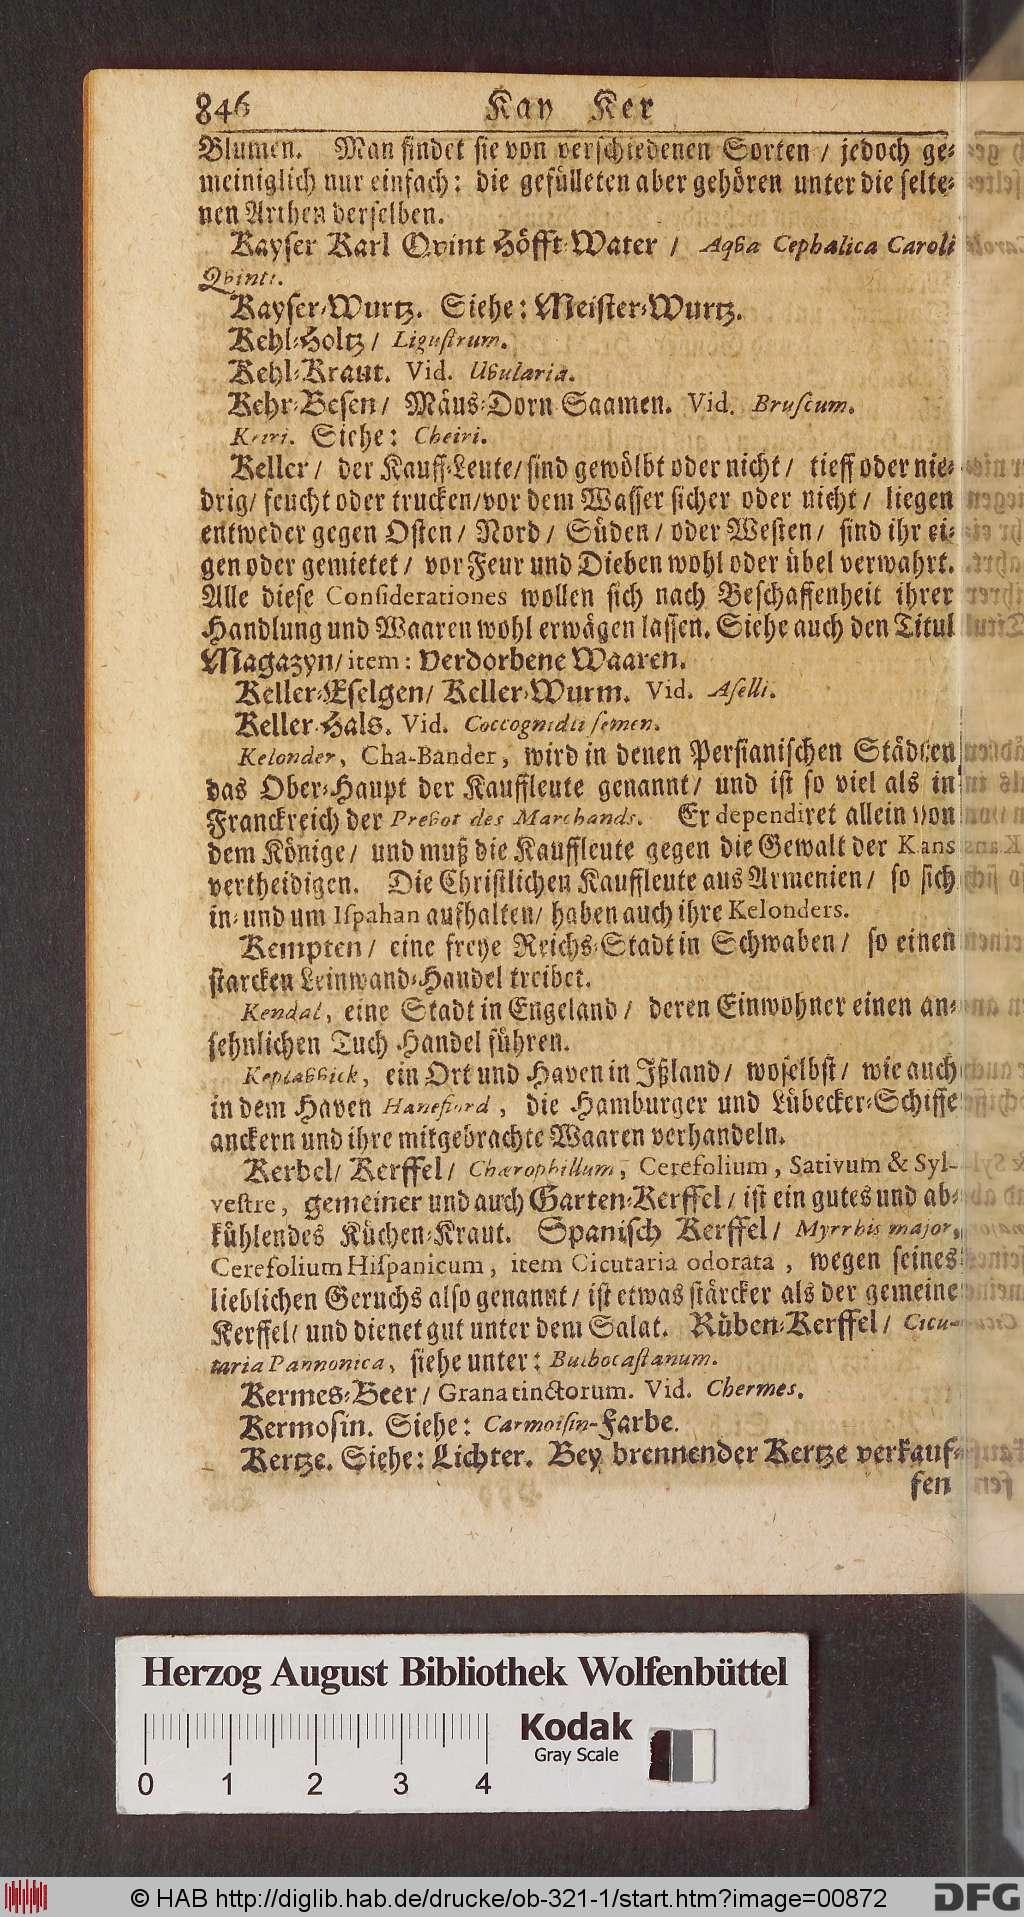 846 Kay Ker
Blumen. Man findet sie von verschiedenen Sorten / jedoch ge-
meiniglich nur einfach: die gefülleten aber gehören unter die selte-
nen Arthen derselben.
Kayser Karl Qvint Höfft-Water / Aqva Cephalica Caroli
Qvinti.
Kayser-Wurtz. Siehe: Meister-Wurtz.
Kehl-Holtz / Ligustrum.
Kehl-Kraut. Vid. Uvularia.
Kehr-Besen / Mäus-Dorn Saamen. Vid. Bruscum.
Keiri. Siehe: Cheiri.
Keller / der Kauff-Leute / sind gewölbt oder nicht / tieff oder nie-
drig / feucht oder trucken / vor dem Wasser sicher oder nicht / liegen
entweder gegen Osten / Nord / Süden / oder Westen / sind ihr ei-
gen oder gemietet / vor Feur und Dieben wohl oder übel verwahrt.
Alle diese Considerationes wollen sich nach Beschaffenheit ihrer
Handlung und Waaren wohl erwägen lassen. Siehe auch den Titul
Magazyn / item: Verdorbene Waaren.
Keller-Eselgen / Keller-Wurm. Vid. Aselli.
Keller-Hals. Vid. Coccognidii semen.
Kelonder, Cha-Bander, wird in denen Persianischen Städten
das Ober-Haupt der Kauffleute genannt / und ist so viel als in
Franckreich der Prevot des Marchands. Er dependiret allein von
dem Könige / und muß die Kauffleute gegen die Gewalt der Kans
vertheidigen. Die Christlichen Kauffleute aus Armenien / so sich
in- und um Ispahan aufhalten / haben auch ihre Kelonders.
Kempten / eine freye Reichs-Stadt in Schwaben / so einen
starcken Leinwand-Handel treibet.
Kendal, eine Stadt in Engeland / deren Einwohner einen an-
sehnlichen Tuch-Handel führen.
Keplavvick, ein Ort und Haven in Ißland / woselbst / wie auch
in dem Haven Hanefiord, die Hamburger und Lübecker-Schiffe
anckern und ihre mitgebrachte Waaren verhandeln.
Kerbel / Kerffel / Chærophillum, Cerefolium, Sativum & Syl-
vestre, gemeiner und auch Garten-Kerffel / ist ein gutes und ab-
kühlendes Küchen-Kraut. Spanisch Kerffel / Myrrhis major,
Cerefolium Hispanicum, item Cicutaria odorata, wegen seines
lieblichen Geruchs also genannt / ist etwas stärcker als der gemeine
Kerffel / und dienet gut unter dem Salat. Rüben-Kerffel / Cicu-
taria Pannonica, siehe unter: Bulbocastanum.
Kermes-Beer / Grana tinctorum. Vid. Chermes.
Kermosin. Siehe: Carmoisin-Farbe.
Kertze. Siehe: Lichter. Bey brennender Kertze verkauf-
fen
Herzog August Bibliothek Wolfenbüttel
Kodak
Gray Scale
0 1 2 3 4
© HAB http://diglib.hab.de/drucke/ob-321-1/start.htm?image=00872
DFG